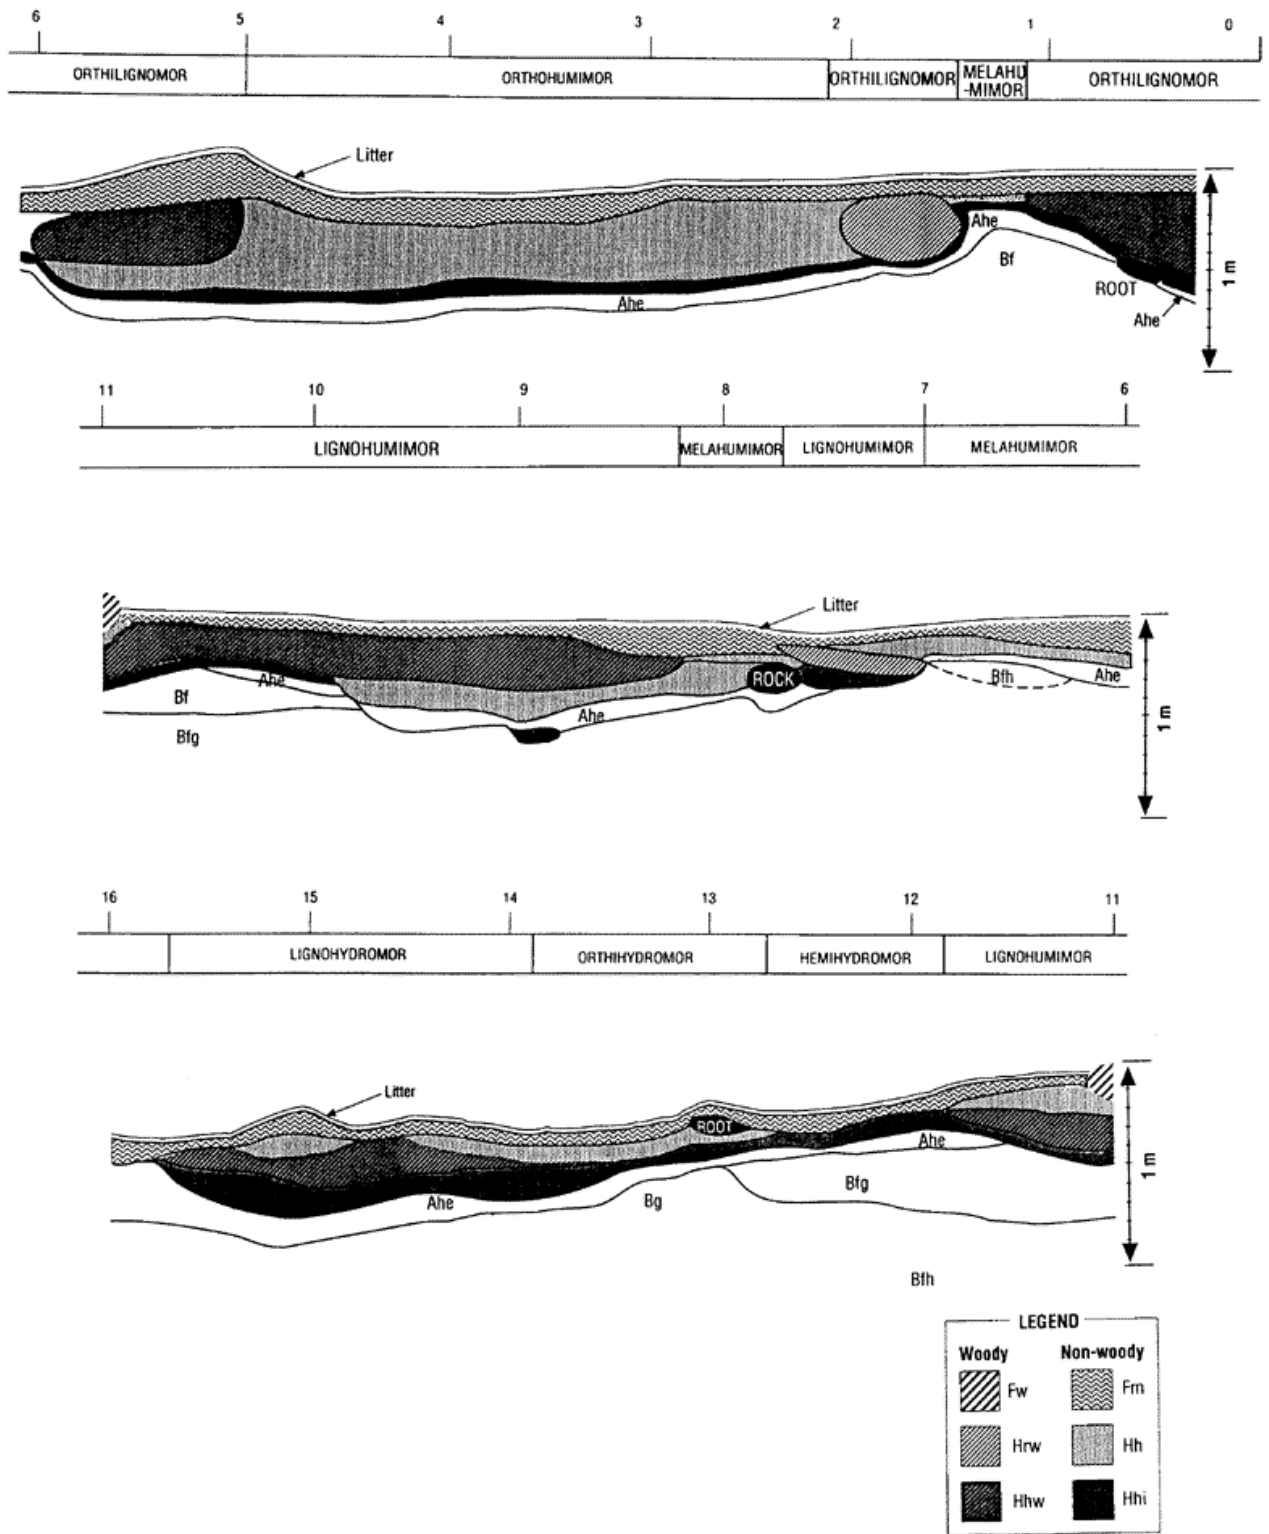 6 5 4 3 2 1 0
ORTHILIGNOMOR ORTHOHUMIMOR ORTHILIGNOMOR MELAHU ORTHILIGNOMOR
-MIMOR
Litter
Ahe
Bf
ROOT
1 m
Ahe
Ahe
11 10 9 8 7 6
LIGNOHUMIMOR MELAHUMIMOR LIGNOHUMIMOR MELAHUMIMOR
Litter
Ahe ROCK Bfh Ahe
Bf
Ahe
1 m
Bfg
16 15 14 13 12 11
LIGNOHYDROMOR ORTHIHYDROMOR HEMIHYDROMOR LIGNOHUMIMOR
Litter
ROOT
Ahe
1 m
Ahe Bg Bfg
Bfh
LEGEND
Woody Non-woody
Fw Fm
Hrw Hh
Hhw Hhi